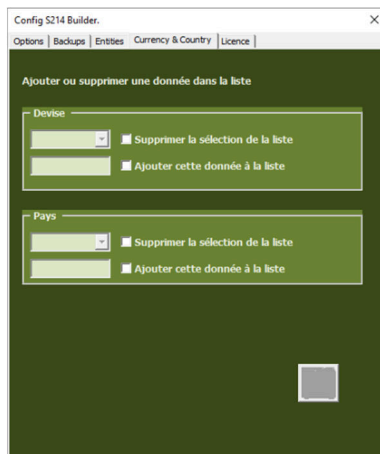 Config S214 Builder.
Options Backups Entities Currency & Country Licence
Ajouter ou supprimer une donnée dans la liste
Devise
Supprimer la sélection de la liste
Ajouter cette donnée à la liste
Pays
Supprimer la sélection de la liste
Ajouter cette donnée à la liste